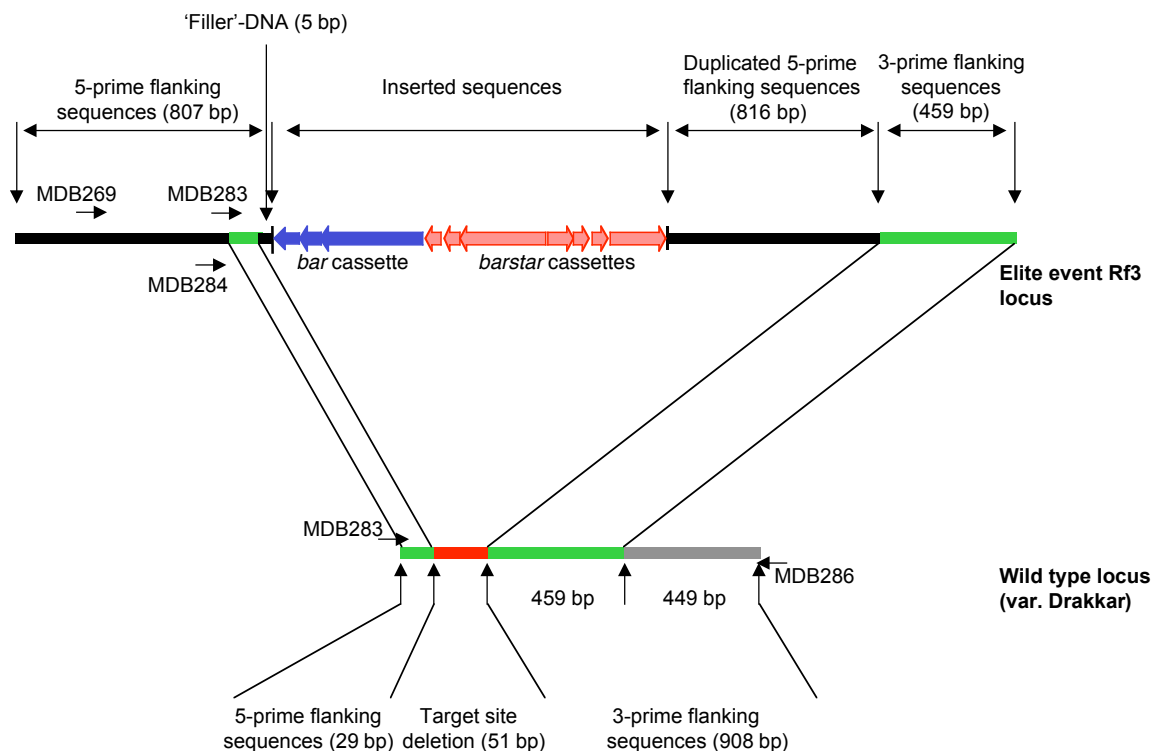 'Filler'-DNA (5 bp)
5-prime flanking
sequences (807 bp)
Inserted sequences
Duplicated 5-prime
flanking sequences
(816 bp)
3-prime flanking
sequences
(459 bp)
MDB269
MDB283
MDB284
bar cassette
barstar cassettes
Elite event Rf3
locus
MDB283
MDB286
459 bp
449 bp
Wild type locus
(var. Drakkar)
5-prime flanking
sequences (29 bp)
Target site
deletion (51 bp)
3-prime flanking
sequences (908 bp)